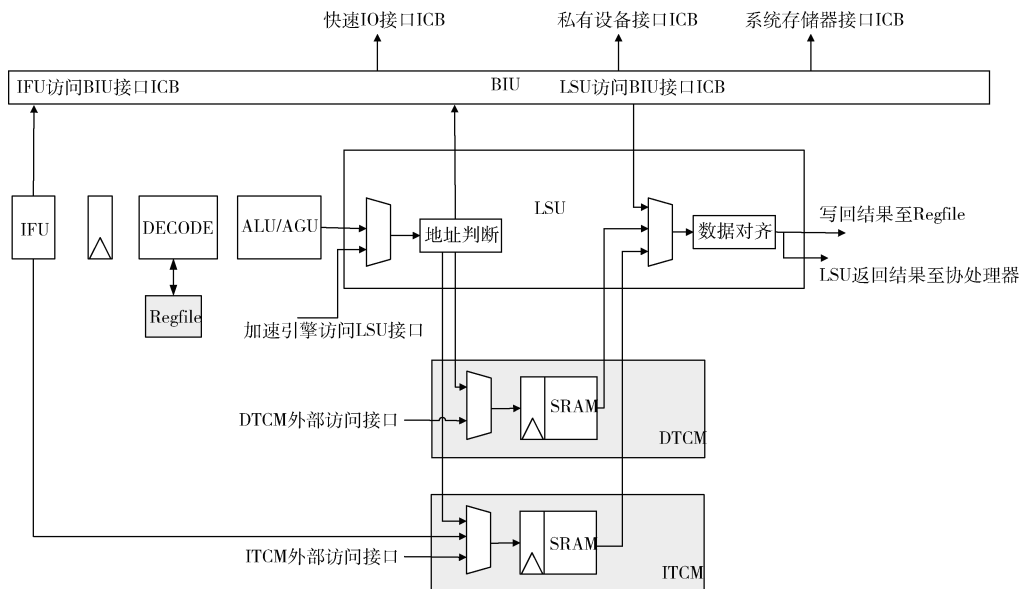 快速IO接口ICB
私有设备接口ICB
系统存储器接口ICB
IFU访问BIU接口ICB
BIU
LSU访问BIU接口ICB
LSU
IFU
DECODE
ALU/AGU
地址判断
数据对齐
写回结果至Regfile
LSU返回结果至协处理器
Regfile
加速引擎访问LSU接口
SRAM
DTCM外部访问接口
DTCM
SRAM
ITCM外部访问接口
ITCM